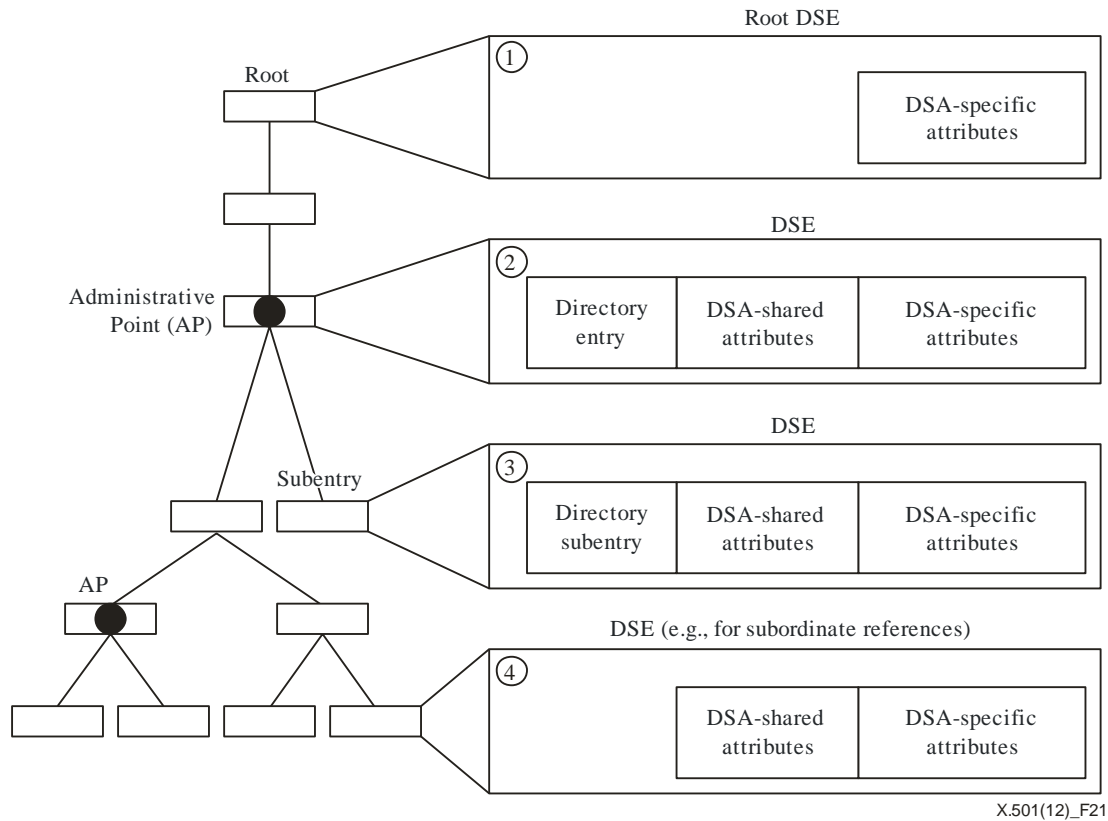 Root DSE
1
Root
DSA-specific
attributes
DSE
2
Administrative
Point (AP)
Directory
entry
DSA-shared
attributes
DSA-specific
attributes
DSE
3
Subentry
Directory
subentry
DSA-shared
attributes
DSA-specific
attributes
AP
DSE (e.g., for subordinate references)
4
DSA-shared
attributes
DSA-specific
attributes
X.501(12)_F21